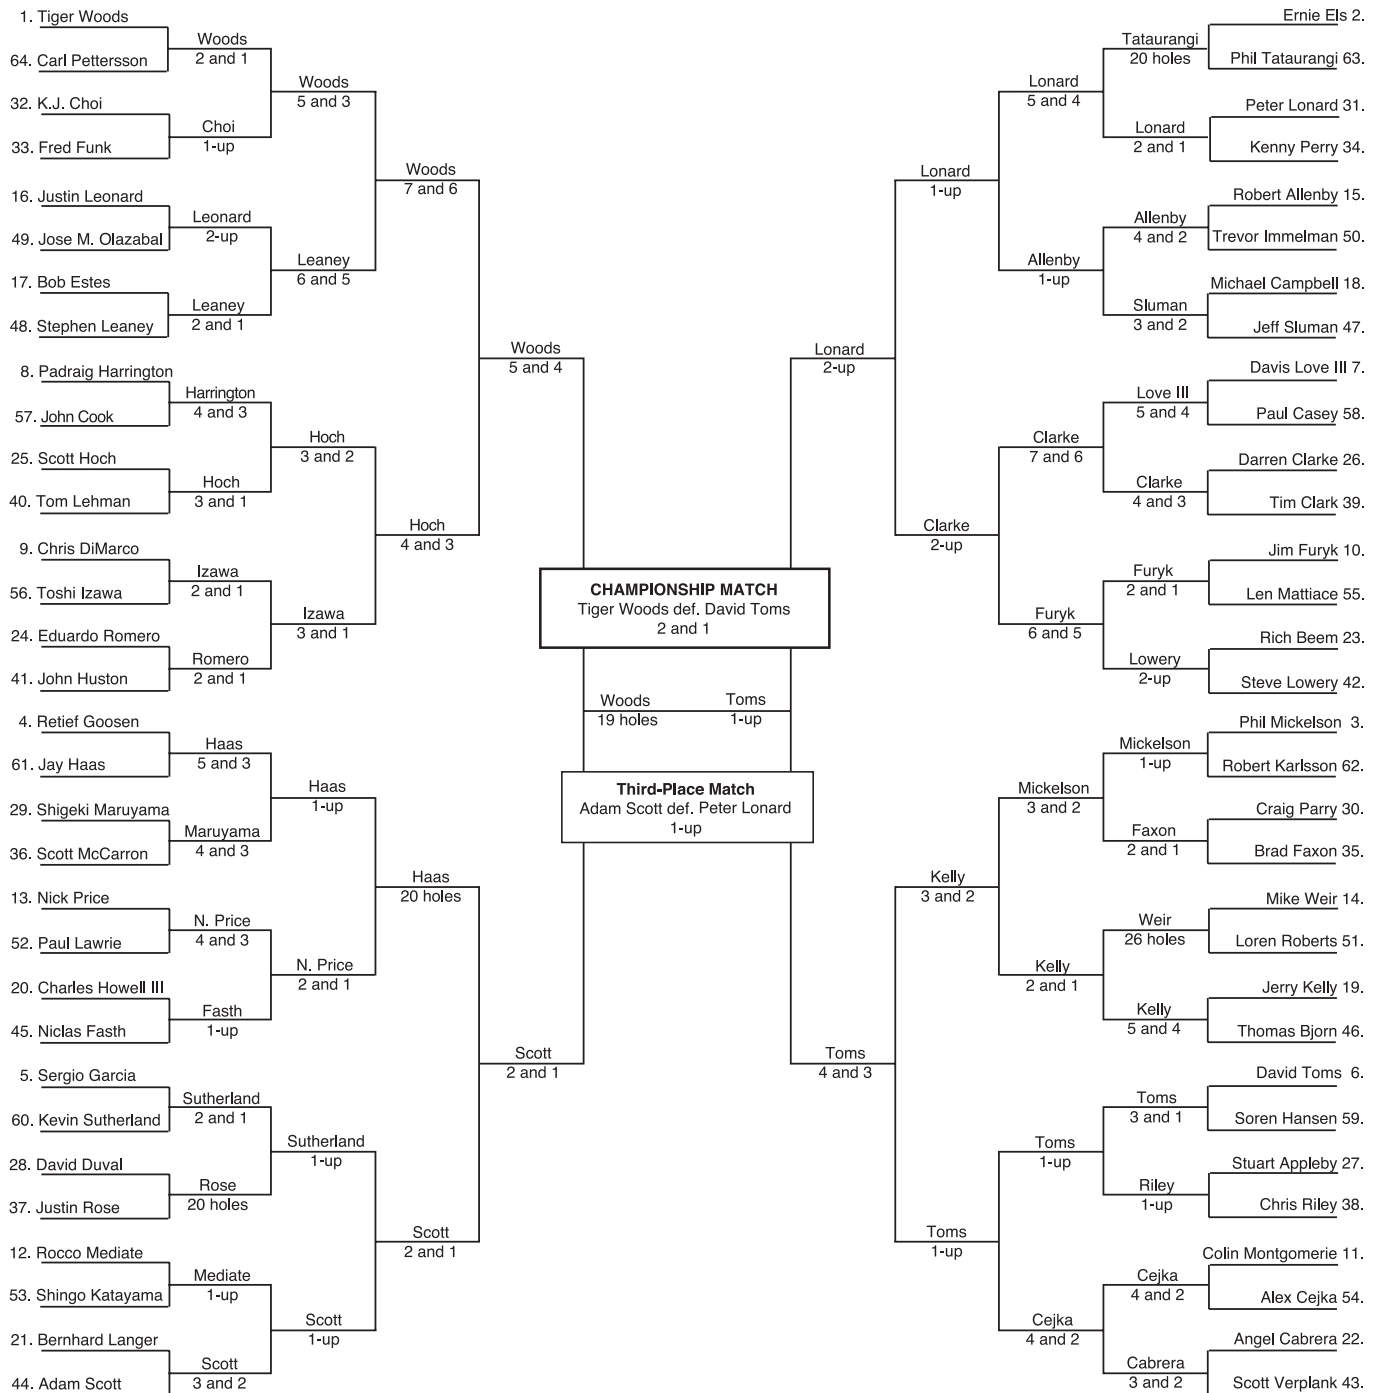 1. Tiger Woods
64. Carl Pettersson
32. K.J. Choi
33. Fred Funk
16. Justin Leonard
49. Jose M. Olazabal
17. Bob Estes
48. Stephen Leaney
8. Padraig Harrington
57. John Cook
25. Scott Hoch
40. Tom Lehman
9. Chris DiMarco
56. Toshi Izawa
24. Eduardo Romero
41. John Huston
4. Retief Goosen
61. Jay Haas
29. Shigeki Maruyama
36. Scott McCarron
13. Nick Price
52. Paul Lawrie
20. Charles Howell III
45. Niclas Fasth
5. Sergio Garcia
60. Kevin Sutherland
28. David Duval
37. Justin Rose
12. Rocco Mediate
53. Shingo Katayama
21. Bernhard Langer
44. Adam Scott
Woods
2 and 1
Choi
1-up
Leonard
2-up
Leaney
2 and 1
Harrington
4 and 3
Hoch
3 and 1
Izawa
2 and 1
Romero
2 and 1
Haas
5 and 3
Maruyama
4 and 3
N. Price
4 and 3
Fasth
1-up
Sutherland
2 and 1
Rose
20 holes
Mediate
1-up
Scott
3 and 2
Woods
5 and 3
Leaney
6 and 5
Hoch
3 and 2
Izawa
3 and 1
Haas
1-up
N. Price
2 and 1
Sutherland
1-up
Scott
1-up
Woods
7 and 6
Hoch
4 and 3
Haas
20 holes
Scott
2 and 1
Woods
5 and 4
Scott
2 and 1
CHAMPIONSHIP MATCH
Tiger Woods def. David Toms
2 and 1
Woods
19 holes
Toms
1-up
Third-Place Match
Adam Scott def. Peter Lonard
1-up
Lonard
2-up
Toms
4 and 3
Lonard
1-up
Clarke
2-up
Kelly
3 and 2
Toms
1-up
Lonard
5 and 4
Allenby
1-up
Clarke
7 and 6
Furyk
6 and 5
Mickelson
3 and 2
Kelly
2 and 1
Toms
1-up
Cejka
4 and 2
Tataurangi
20 holes
Lonard
2 and 1
Allenby
4 and 2
Sluman
3 and 2
Love III
5 and 4
Clarke
4 and 3
Furyk
2 and 1
Lowery
2-up
Mickelson
1-up
Faxon
2 and 1
Weir
26 holes
Kelly
5 and 4
Toms
3 and 1
Riley
1-up
Cejka
4 and 2
Cabrera
3 and 2
Ernie Els 2.
Phil Tataurangi 63.
Peter Lonard 31.
Kenny Perry 34.
Robert Allenby 15.
Trevor Immelman 50.
Michael Campbell 18.
Jeff Sluman 47.
Davis Love III 7.
Paul Casey 58.
Darren Clarke 26.
Tim Clark 39.
Jim Furyk 10.
Len Mattiace 55.
Rich Beem 23.
Steve Lowery 42.
Phil Mickelson 3.
Robert Karlsson 62.
Craig Parry 30.
Brad Faxon 35.
Mike Weir 14.
Loren Roberts 51.
Jerry Kelly 19.
Thomas Bjorn 46.
David Toms 6.
Soren Hansen 59.
Stuart Appleby 27.
Chris Riley 38.
Colin Montgomerie 11.
Alex Cejka 54.
Angel Cabrera 22.
Scott Verplank 43.